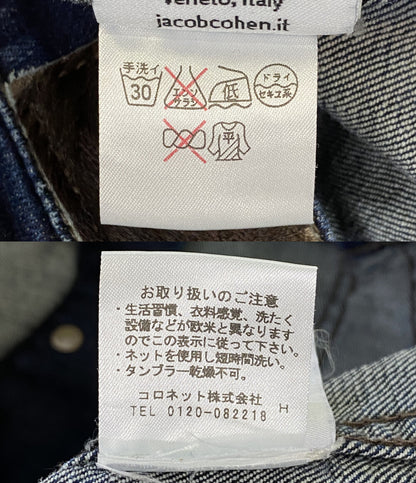 Veneto, Italy
jacobcohen.it
手洗イ
30
エンソ
サラシ
低
ドライ
セキユ系
平
お取り扱いのご注意
・生活習慣、衣料感覚、洗たく
設備などが欧米と異なります
のでこの表示に従って下さい。
・ネットを使用し短時間洗い。
・タンブラー乾燥不可。
コロネット株式会社
TEL 0120-082218 H